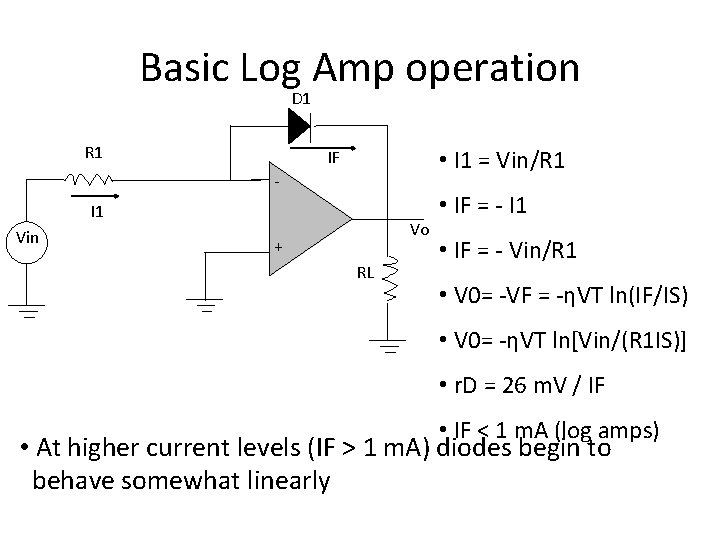 Basic Log Amp operation
D1
R1
IF
-
I1
Vin
+
Vo
RL
• I1 = Vin/R1
• IF = - I1
• IF = - Vin/R1
• V0= -VF = -ηVT ln(IF/IS)
• V0= -ηVT ln[Vin/(R1IS)]
• rD = 26 mV / IF
• IF < 1 mA (log amps)
• At higher current levels (IF > 1 mA) diodes begin to
behave somewhat linearly